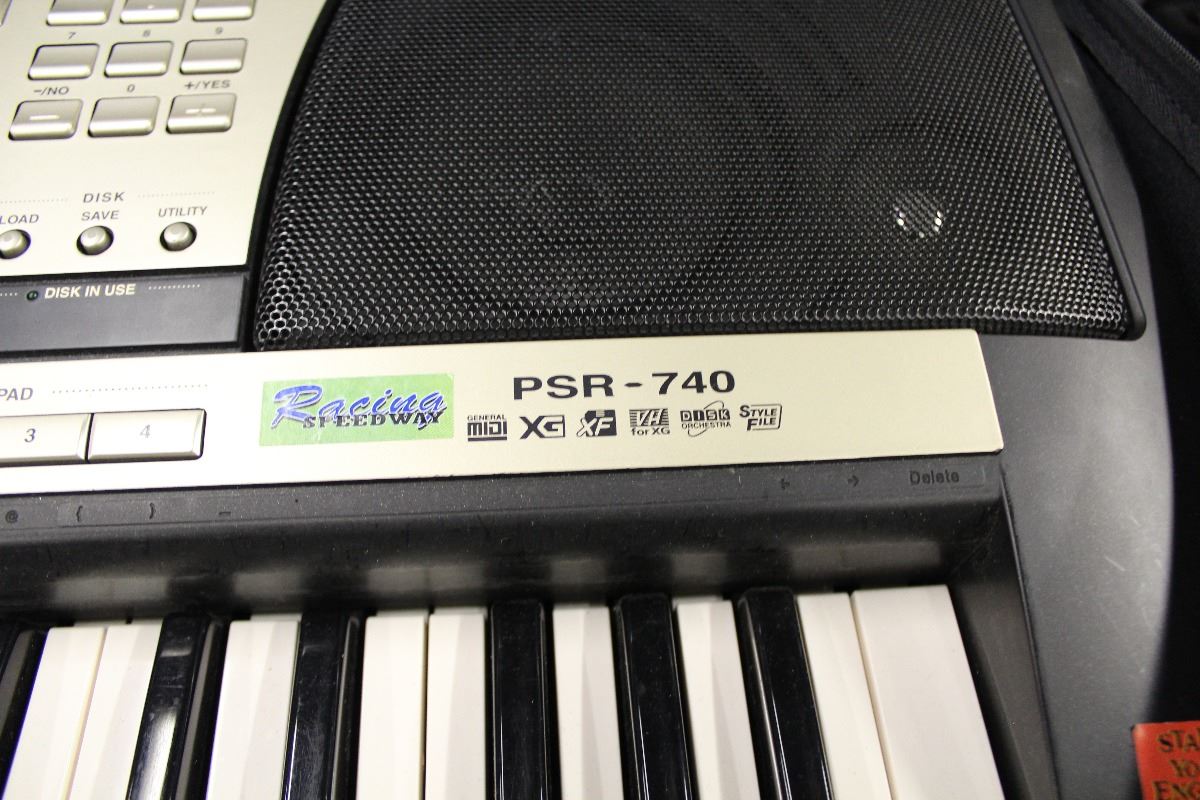 7 8 9
-/NO 0 +/YES
- +
DISK
LOAD SAVE UTILITY
DISK IN USE
PAD
3 4
Racing
SPEEDWAY
PSR - 740
GENERAL
MIDI
XG
XF
VH
for XG
DISK
ORCHESTRA
STYLE
FILE
@ { } _ ← → Delete